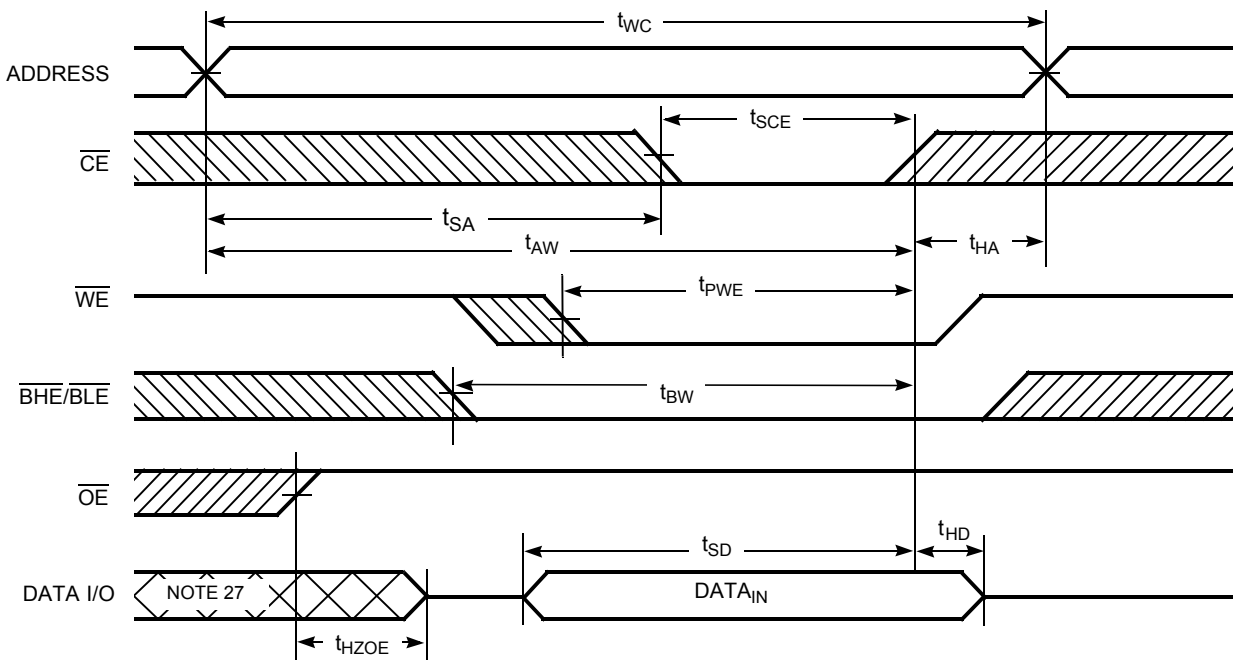 tWC
ADDRESS
tSCE
CE
tSA
tAW
tHA
WE
tPWE
BHE/BLE
tBW
OE
tHD
tSD
DATA I/O
NOTE 27
DATAIN
tHZOE